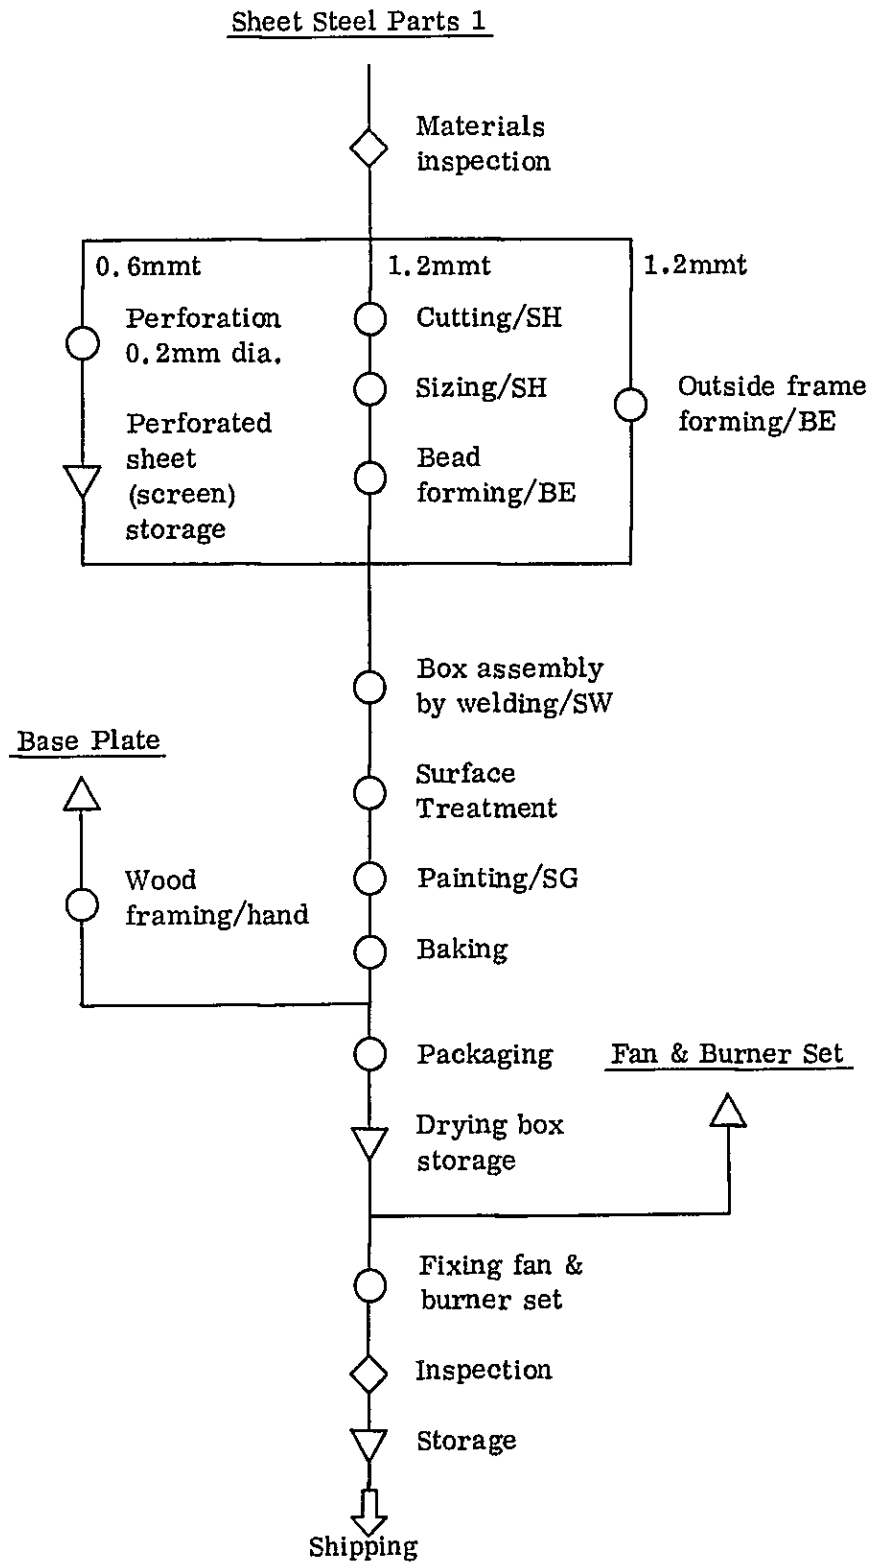 Sheet Steel Parts 1
Materials
inspection
0.6mmt
1.2mmt
1.2mmt
Perforation
0.2mm dia.
Perforated
sheet
(screen)
storage
Cutting/SH
Sizing/SH
Bead
forming/BE
Outside frame
forming/BE
Box assembly
by welding/SW
Base Plate
Surface
Treatment
Wood
framing/hand
Painting/SG
Baking
Packaging
Fan & Burner Set
Drying box
storage
Fixing fan &
burner set
Inspection
Storage
Shipping